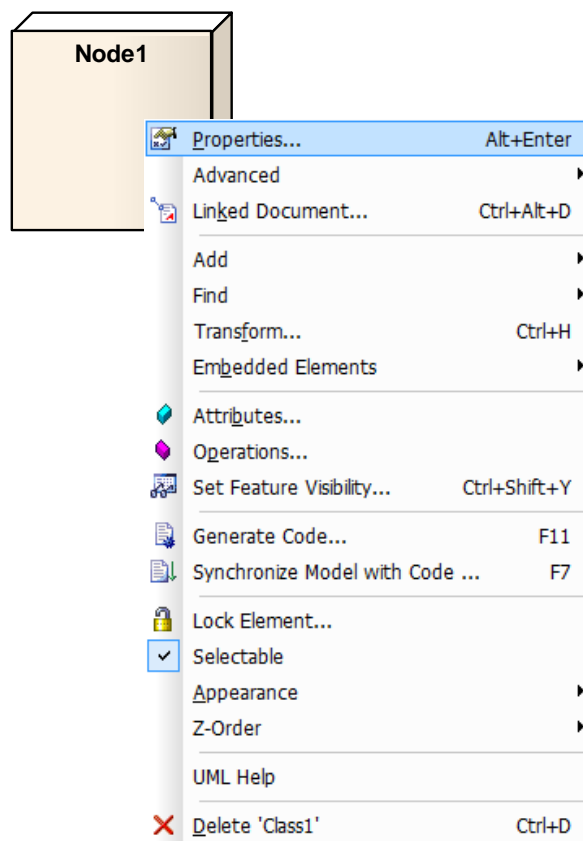 Node1
Properties... Alt+Enter
Advanced
Linked Document... Ctrl+Alt+D
Add
Find
Transform... Ctrl+H
Embedded Elements
Attributes...
Operations...
Set Feature Visibility... Ctrl+Shift+Y
Generate Code... F11
Synchronize Model with Code ... F7
Lock Element...
Selectable
Appearance
Z-Order
UML Help
Delete 'Class1' Ctrl+D